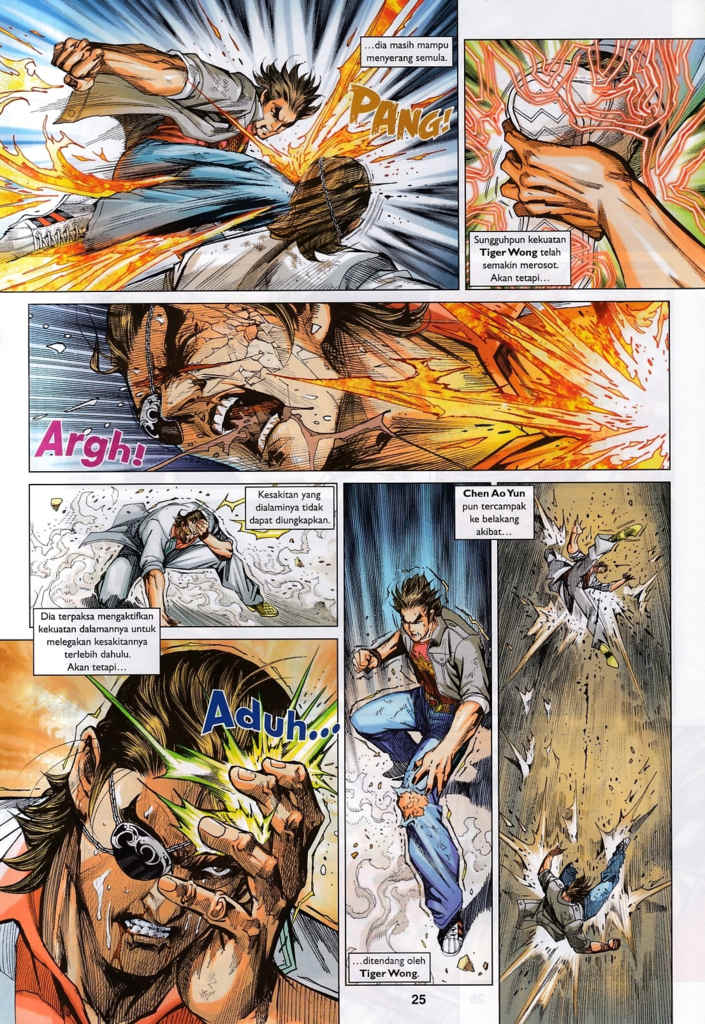 …dia masih mampu
menyerang semula.
PANG!
Sungguhpun kekuatan
Tiger Wong telah
semakin merosot.
Akan tetapi…
Argh!
Kesakitan yang
dialaminya tidak
dapat diungkapkan.
Dia terpaksa mengaktifkan
kekuatan dalamannya untuk
melegakan kesakitannya
terlebih dahulu.
Akan tetapi…
Aduh…
Chen Ao Yun
pun tercampak
ke belakang
akibat…
…ditendang oleh
Tiger Wong.
25